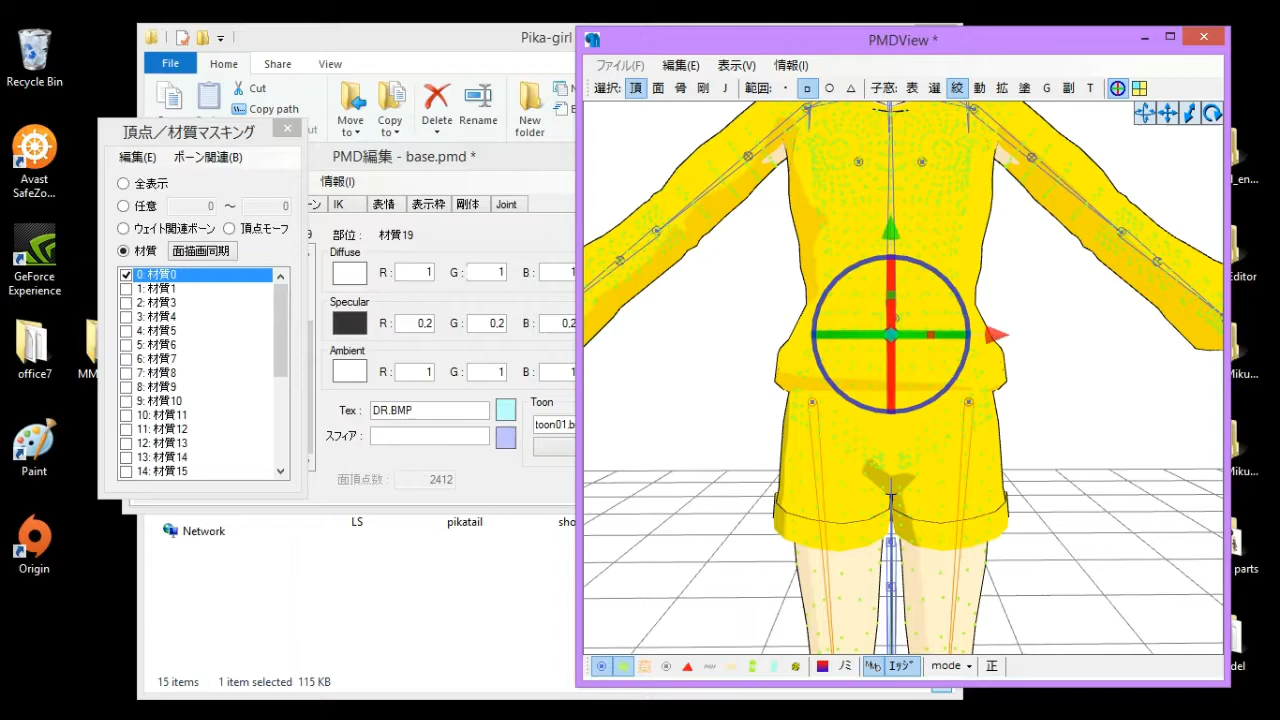 Recycle Bin
Avast
SafeZo...
GeForce
Experience
office7
MM
Paint
Origin
Pika-girl
File
Home
Share
View
Cut
Copy path
Move
to
Copy
to
Delete
Rename
New
folder
PMD編集 - base.pmd *
情報(I)
IK
表情
表示枠
剛体
Joint
部位 :
材質19
Diffuse
R :
1
G :
1
B :
1
Specular
R :
0.2
G :
0.2
B :
0.2
Ambient
R :
1
G :
1
B :
1
Tex :
DR.BMP
スフィア :
Toon
面頂点数 :
2412
頂点／材質マスキング
編集(E)
ボーン関連(B)
全表示
任意
0
～
0
ウェイト関連ボーン
頂点モーフ
材質
面描画同期
0: 材質0
1: 材質1
2: 材質3
3: 材質4
4: 材質5
5: 材質6
6: 材質7
7: 材質8
8: 材質9
9: 材質10
10: 材質11
11: 材質12
12: 材質13
13: 材質14
14: 材質15
Network
LS
pikatail
sho
15 items
1 item selected
115 KB
PMDView *
ファイル(F)
編集(E)
表示(V)
情報(I)
選択:
頂
面
骨
剛
J
範囲:
子窓:
表
選
絞
動
拡
塗
G
副
T
ノミ
ｴｯｼﾞ
mode
正
l_en...
Editor
Miku...
Miku...
parts
del